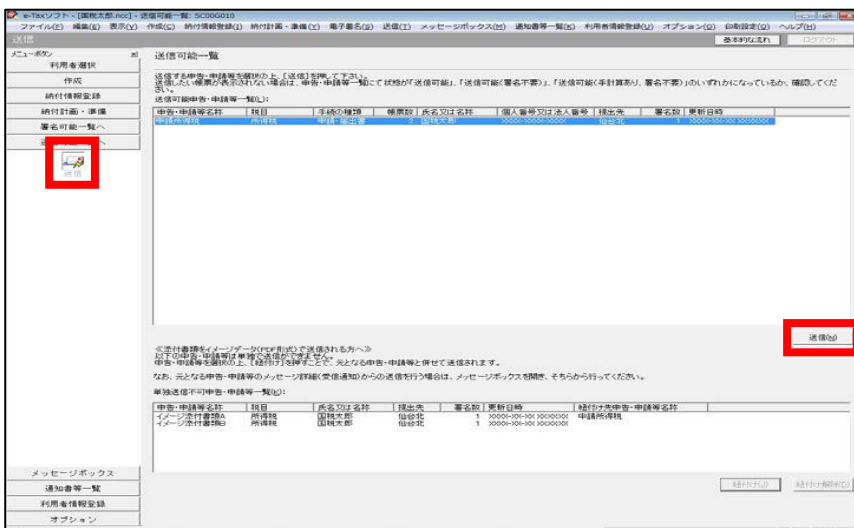 e-Taxソフト - [国税太郎.ncc] - 送信可能一覧: SC00G010
ファイル(F) 編集(E) 表示(V) 作成(C) 納付情報登録(I) 納付計画・準備(Y) 電子署名(S) 送信(T) メッセージボックス(M) 通知書等一覧(K) 利用者情報登録(U) オプション(O) 印刷設定(Q) ヘルプ(H)
送信
基本的な流れ
ログアウト
メニューボタン
利用者選択
作成
納付情報登録
納付計画・準備
署名可能一覧へ
送信
送信可能一覧
送信する申告・申請等を選択の上、[送信]を押して下さい。
送信したい帳票が表示されない場合は、申告・申請等一覧にて状態が「送信可能」、「送信可能(署名不要)」、「送信可能(手計算あり、署名不要)」のいずれかになっているか、確認してください。
送信可能申告・申請等一覧(L):
申告・申請等名称 税目 手続の種類 帳票数 氏名又は名称 個人番号又は法人番号 提出先 署名数 更新日時
申請所得税 所得税 申請・届出書 2 国税太郎 XXXX-XXXX-XXXX 仙台北 1
送信(N)
≪添付書類をイメージデータ(PDF形式)で送信される方へ≫
以下の申告・申請等は単独で送信ができません。
申告・申請等を選択の上、[紐付け]を押すことで、元となる申告・申請等と併せて送信されます。
なお、元となる申告・申請等のメッセージ詳細(受信通知)からの送信を行う場合は、メッセージボックスを開き、そちらから行ってください。
単独送信不可申告・申請等一覧(E):
申告・申請等名称 税目 氏名又は名称 提出先 署名数 更新日時 紐付け先申告・申請等名称
イメージ添付書類A 所得税 国税太郎 仙台北 1 XXXX-XX-XX XXXXXX 申請所得税
イメージ添付書類B 所得税 国税太郎 仙台北 1 XXXX-XX-XX XXXXXX
紐付け(J)
紐付け解除(D)
メッセージボックス
通知書等一覧
利用者情報登録
オプション